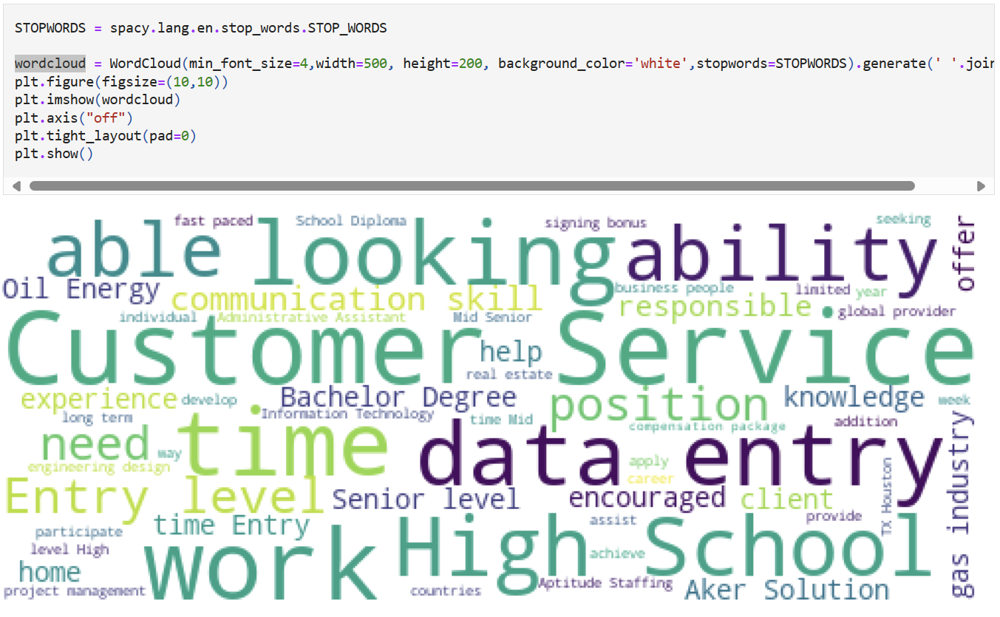 STOPWORDS = spacy.lang.en.stop_words.STOP_WORDS
wordcloud = WordCloud(min_font_size=4,width=500, height=200, background_color='white',stopwords=STOPWORDS).generate(' '.join
plt.figure(figsize=(10,10))
plt.imshow(wordcloud)
plt.axis("off")
plt.tight_layout(pad=0)
plt.show()
fast paced
School Diploma
signing bonus
seeking
able
looking
ability
offer
Oil Energy
communication skill
business people
limited
year
responsible
global provider
individual
Administrative Assistant
Mid Senior
Customer Service
help
real estate
experience
develop
Bachelor Degree
position
knowledge
week
long term
Information Technology
time Mid
compensation package
addition
need
way
time
data entry
engineering design
apply
career
TX Houston
gas industry
Entry level
Senior level
encouraged
client
participate
time Entry
assist
provide
level High
work
High School
achieve
home
project management
countries
Aptitude Staffing
Aker Solution